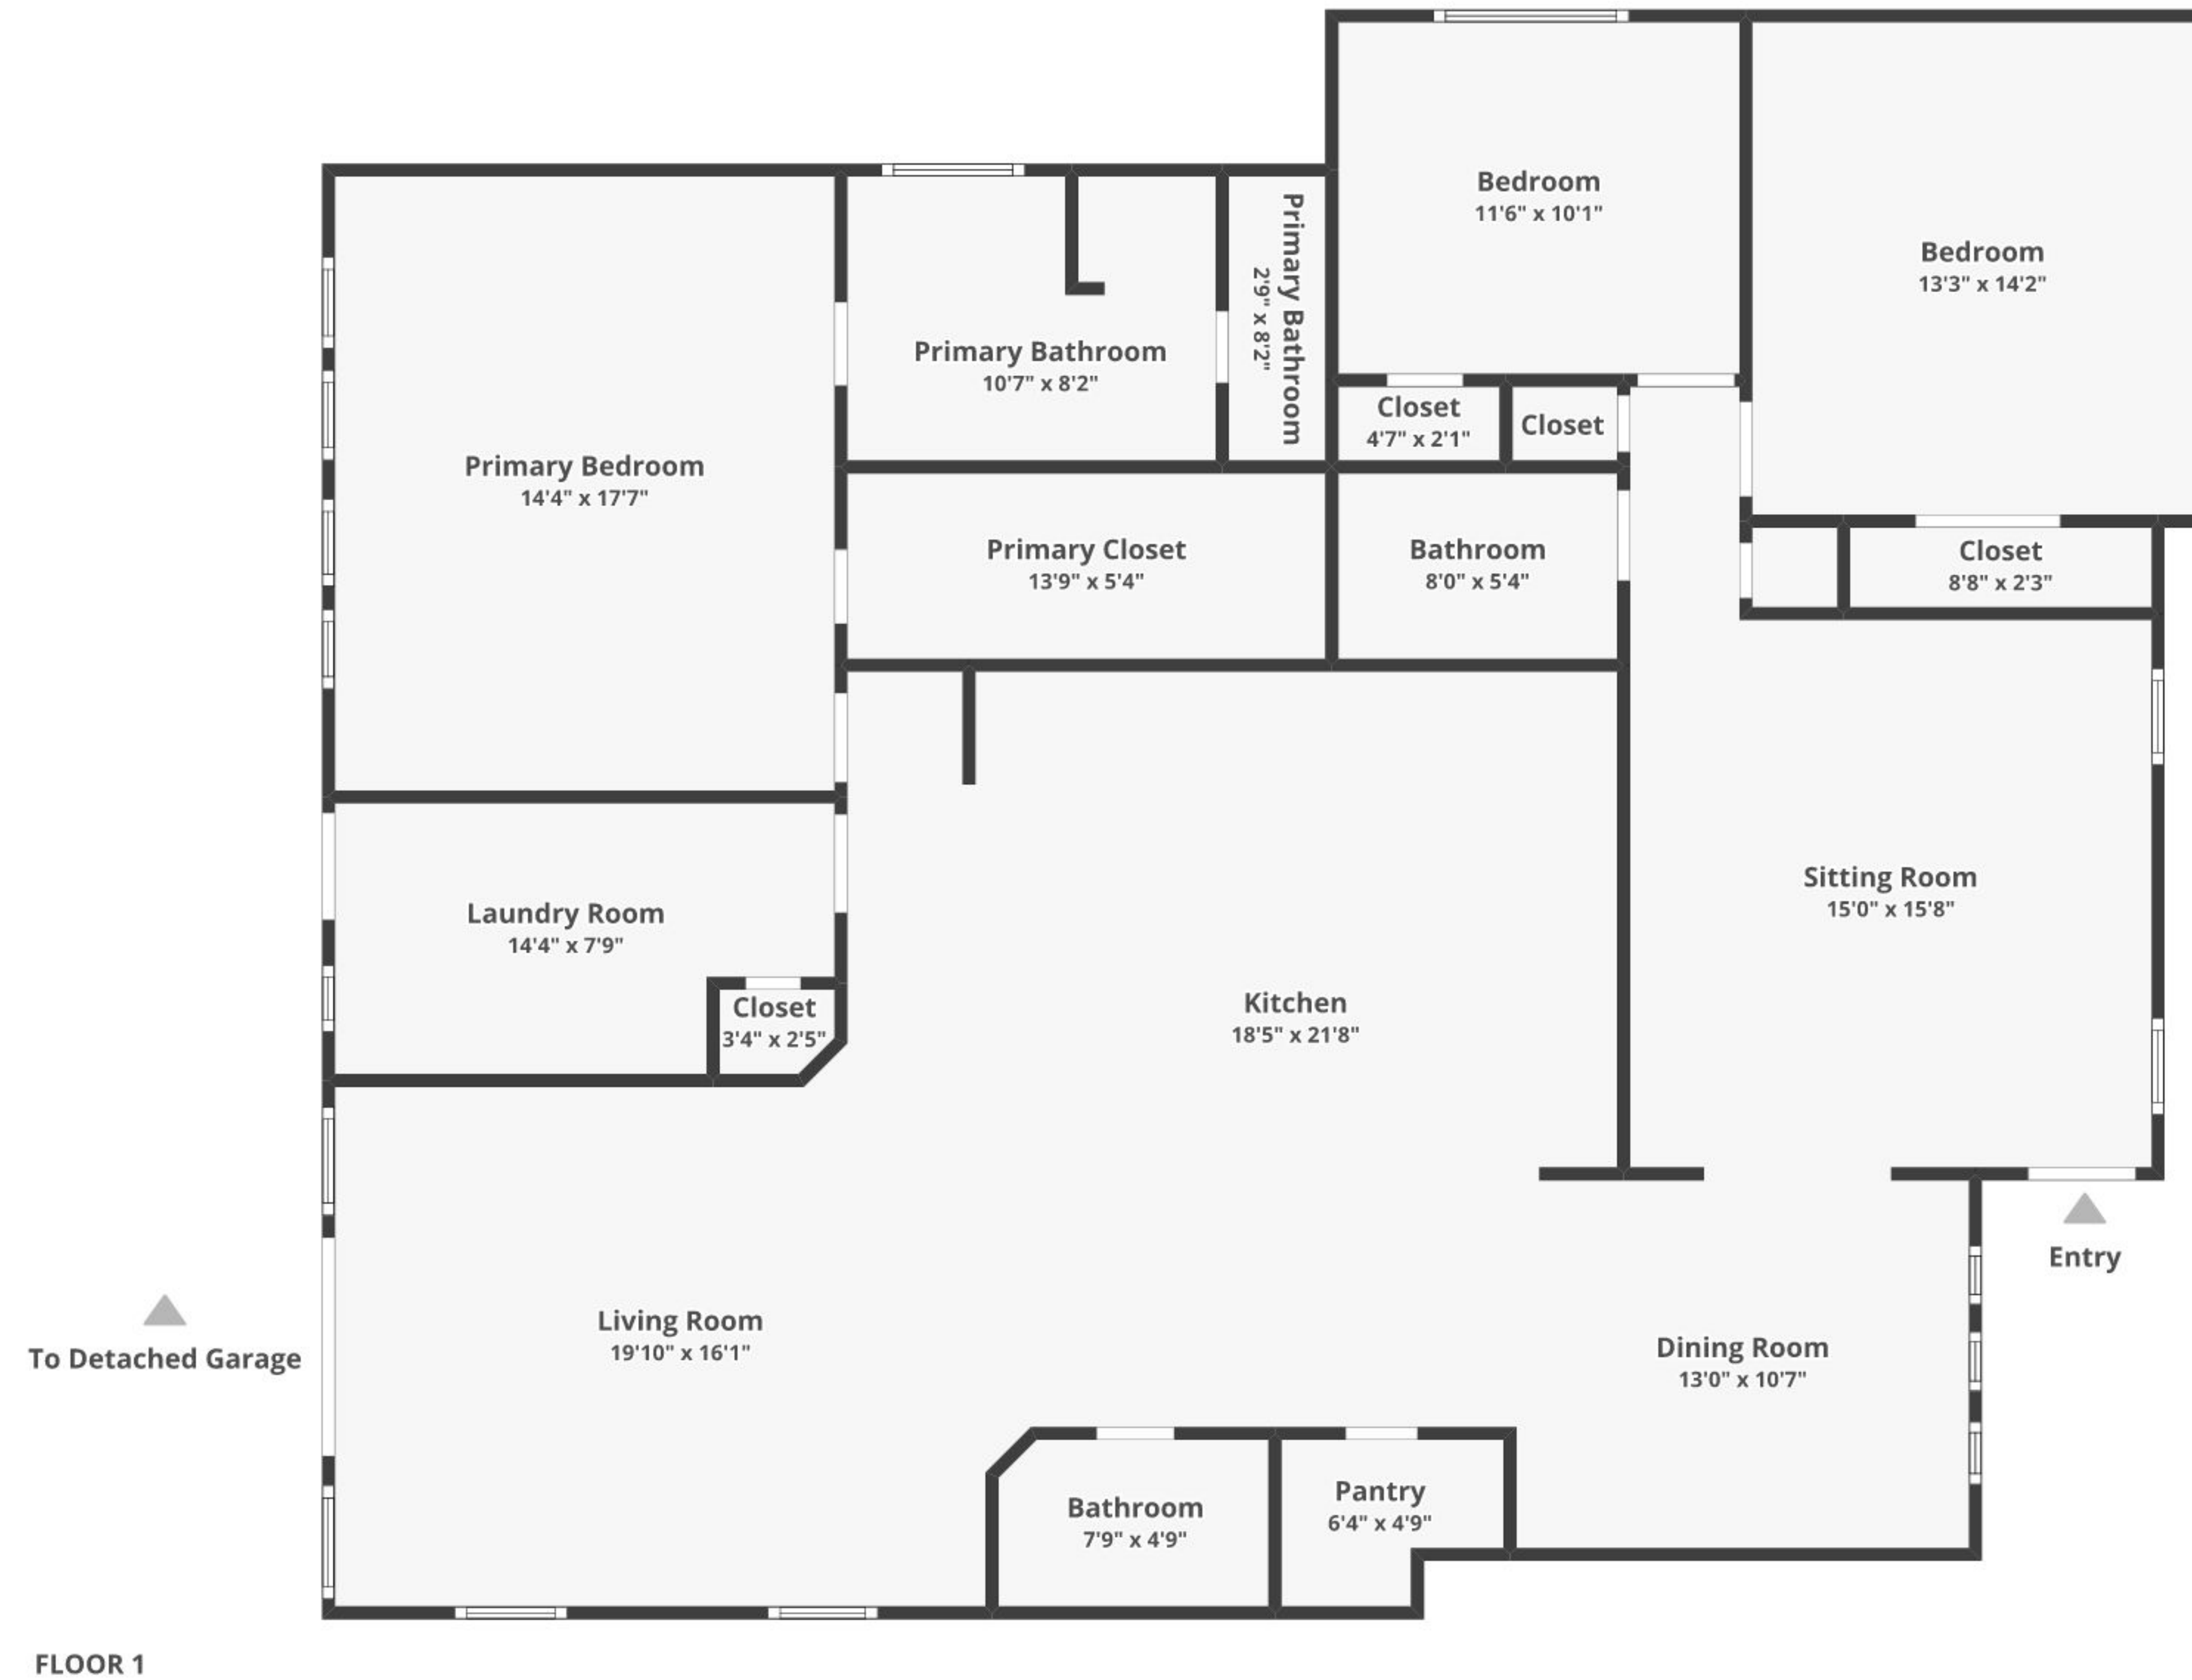 Bedroom
11'6" x 10'1"
Bedroom
13'3" x 14'2"
Primary Bathroom
2'9" x 8'2"
Primary Bathroom
10'7" x 8'2"
Closet
4'7" x 2'1"
Closet
Primary Bedroom
14'4" x 17'7"
Primary Closet
13'9" x 5'4"
Bathroom
8'0" x 5'4"
Closet
8'8" x 2'3"
Sitting Room
15'0" x 15'8"
Laundry Room
14'4" x 7'9"
Closet
3'4" x 2'5"
Kitchen
18'5" x 21'8"
Entry
Living Room
19'10" x 16'1"
To Detached Garage
Dining Room
13'0" x 10'7"
Bathroom
7'9" x 4'9"
Pantry
6'4" x 4'9"
FLOOR 1